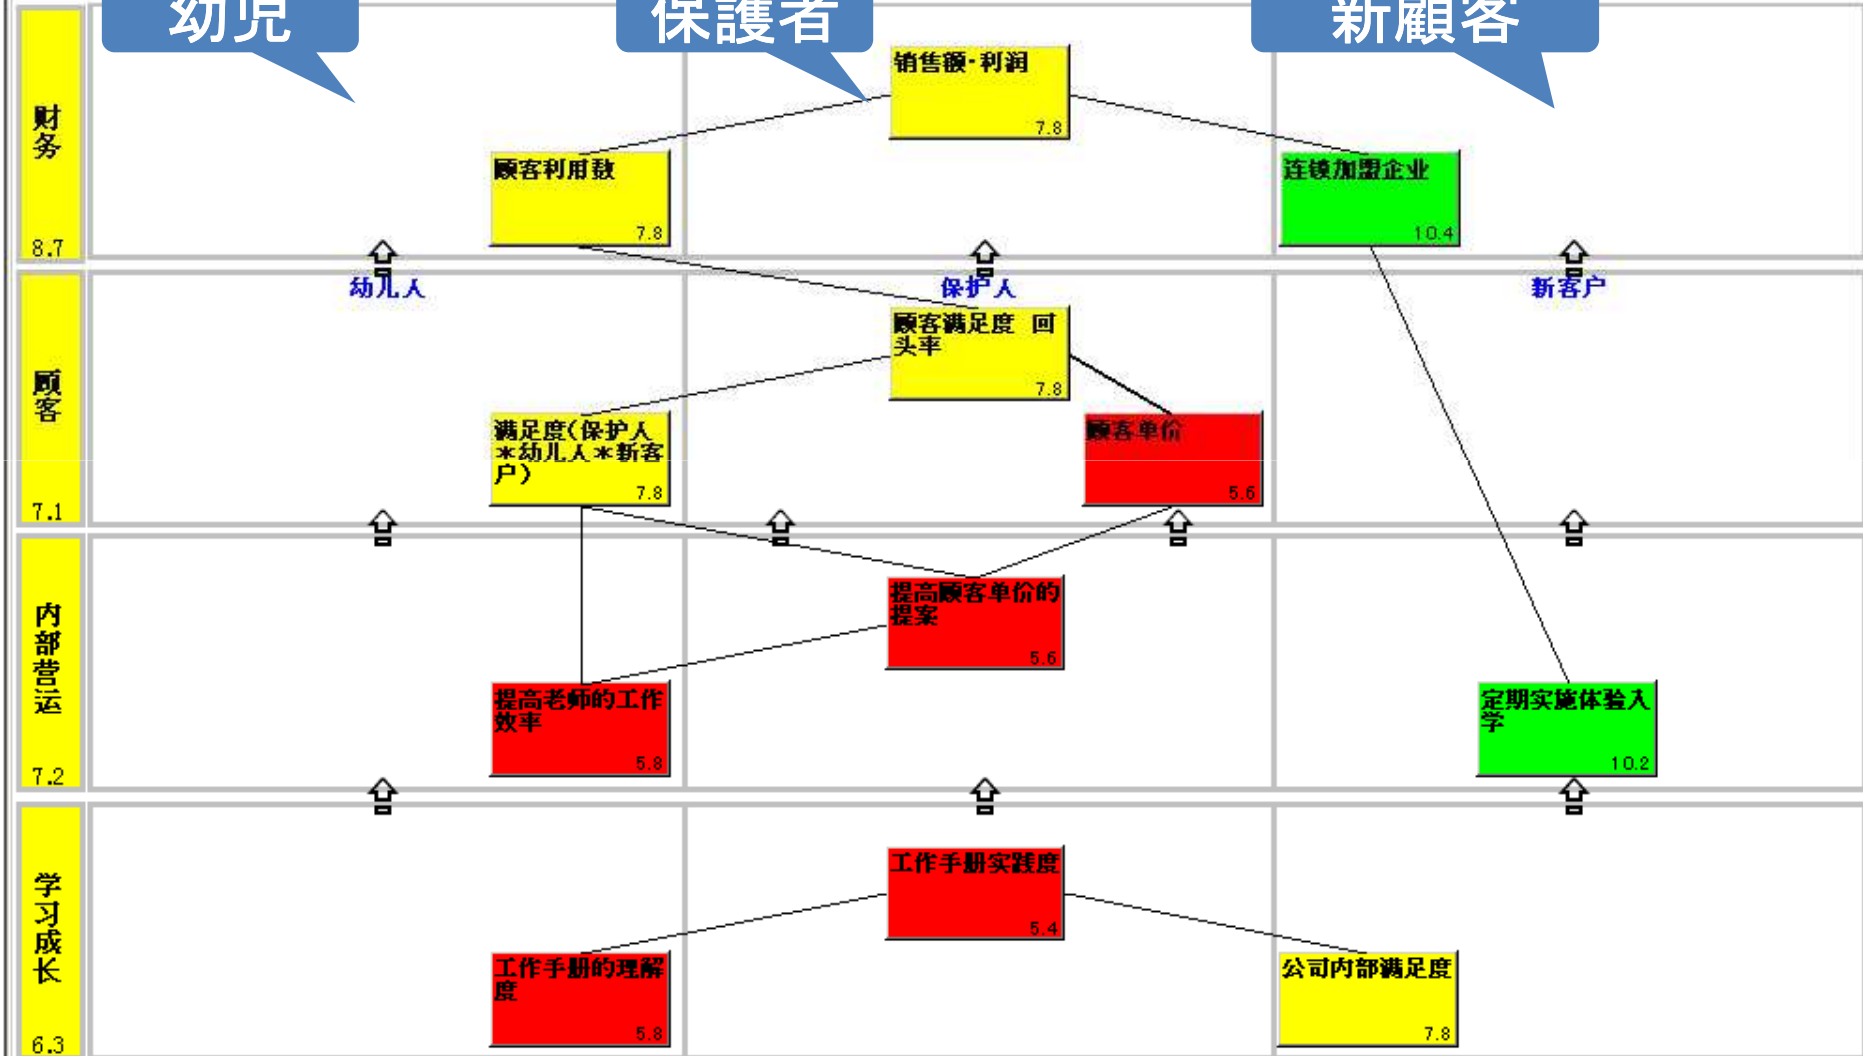 幼児
保護者
新顧客
财务
8.7
销售额·利润
7.8
顾客利用数
7.8
连锁加盟企业
10.4
幼儿人
保护人
新客户
顾客
7.1
顾客满足度 回
头率
7.8
满足度(保护人
*幼儿人*新客
户)
7.8
顾客单价
5.6
内部营运
7.2
提高顾客单价的
提案
5.6
提高老师的工作
效率
5.8
定期实施体验入
学
10.2
学习成长
6.3
工作手册实践度
5.4
工作手册的理解
度
5.8
公司内部满足度
7.8